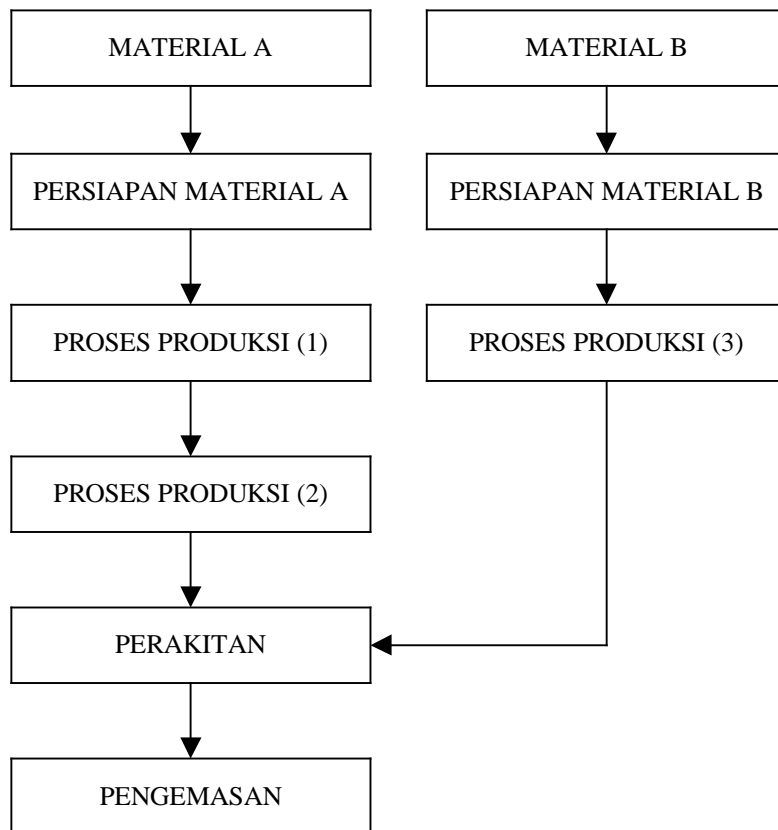 MATERIAL A
MATERIAL B
PERSIAPAN MATERIAL A
PERSIAPAN MATERIAL B
PROSES PRODUKSI (1)
PROSES PRODUKSI (3)
PROSES PRODUKSI (2)
PERAKITAN
PENGEMASAN